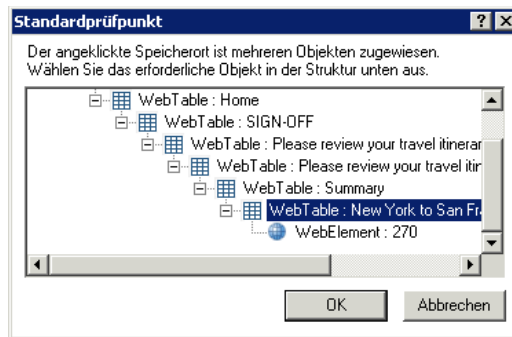 Standardprüfpunkt
Der angeklickte Speicherort ist mehreren Objekten zugewiesen.
Wählen Sie das erforderliche Objekt in der Struktur unten aus.
WebTable : Home
WebTable : SIGN-OFF
WebTable : Please review your travel itinerar
WebTable : Please review your travel itir
WebTable : Summary
WebTable : New York to San Fra
WebElement : 270
OK
Abbrechen